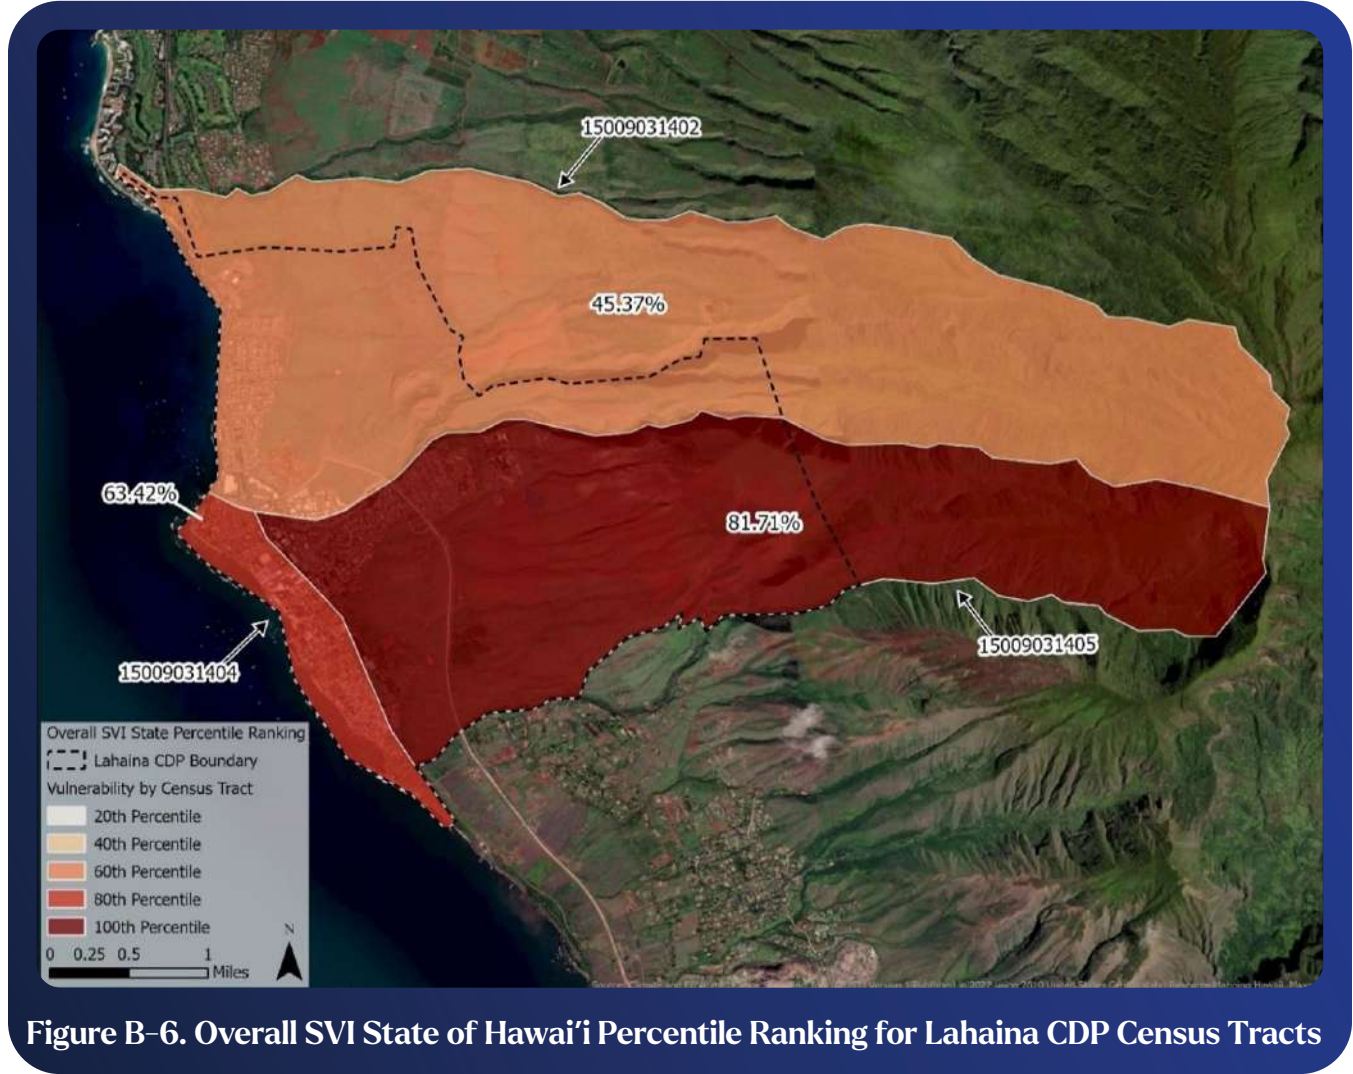 15009031402
45.37%
63.42%
81.71%
15009031404
15009031405
Overall SVI State Percentile Ranking
Lahaina CDP Boundary
Vulnerability by Census Tract
20th Percentile
40th Percentile
60th Percentile
80th Percentile
100th Percentile
N
0 0.25 0.5 1
Miles
Figure B-6. Overall SVI State of Hawai'i Percentile Ranking for Lahaina CDP Census Tracts